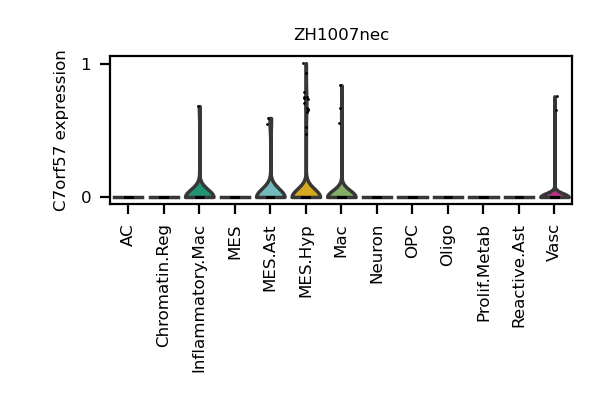 ZH1007nec
C7orf57 expression
1
0
AC
Chromatin.Reg
Inflammatory.Mac
MES
MES.Ast
MES.Hyp
Mac
Neuron
OPC
Oligo
Prolif.Metab
Reactive.Ast
Vasc